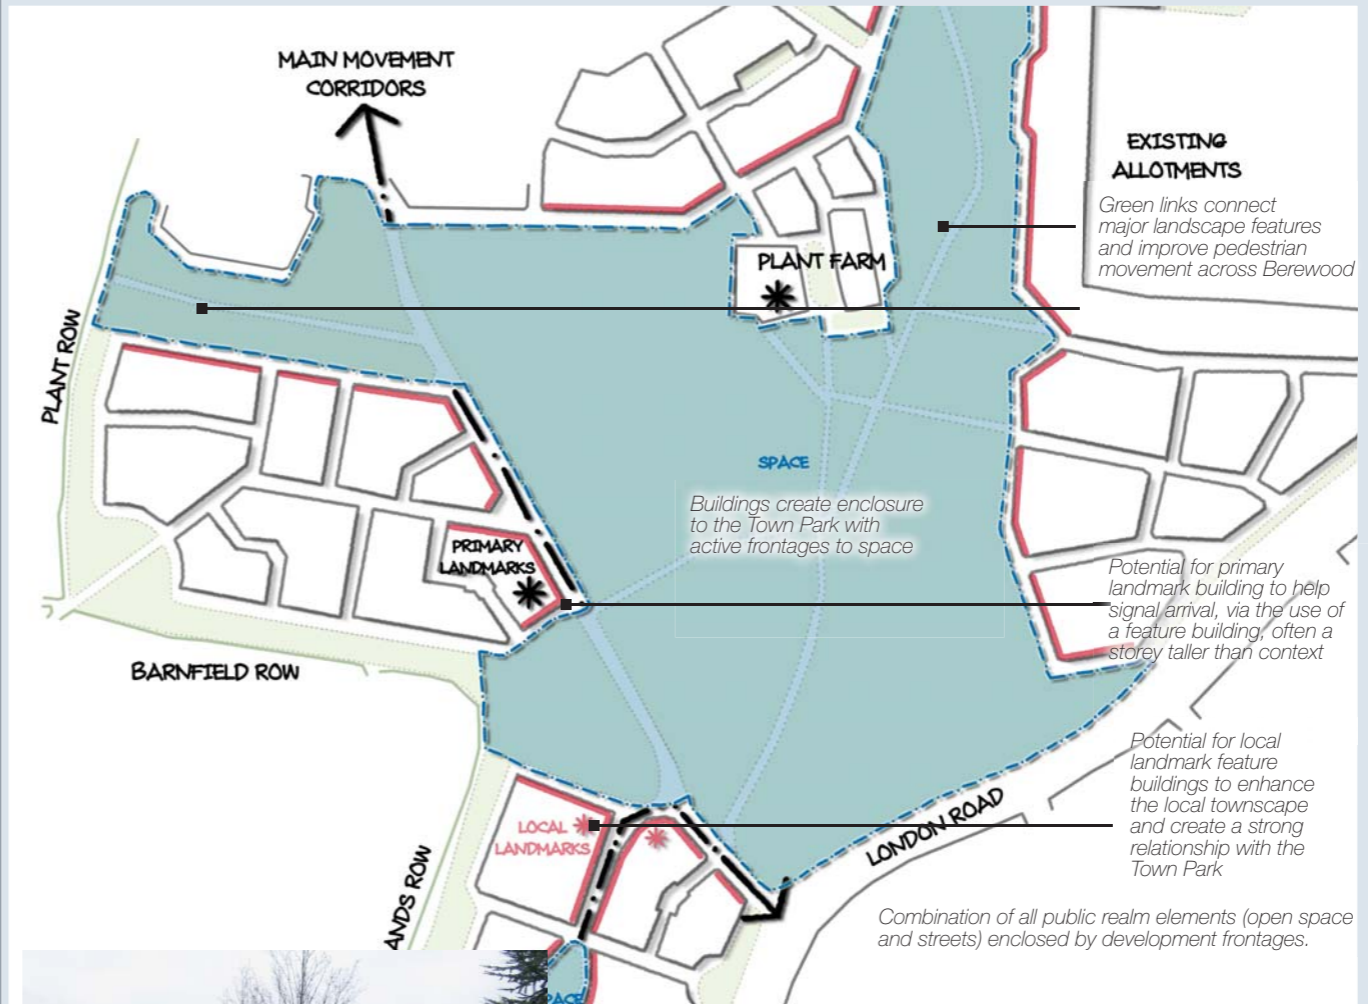 MAIN MOVEMENT
CORRIDORS
EXISTING
ALLOTMENTS
Green links connect
major landscape features
and improve pedestrian
movement across Berewood
PLANT FARM
PLANT ROW
SPACE
Buildings create enclosure
to the Town Park with
active frontages to space
PRIMARY
LANDMARKS
Potential for primary
landmark building to help
signal arrival, via the use of
a feature building, often a
storey taller than context
BARNFIELD ROW
Potential for local
landmark feature
buildings to enhance
the local townscape
and create a strong
relationship with the
Town Park
LOCAL
LANDMARKS
LONDON ROAD
ANDS ROW
Combination of all public realm elements (open space
and streets) enclosed by development frontages.
PACE